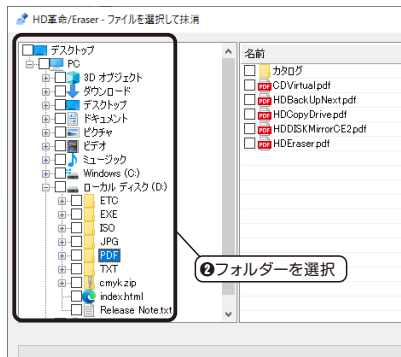 HD革命/Eraser - ファイルを選択して抹消
デスクトップ
PC
3D オブジェクト
ダウンロード
デスクトップ
ドキュメント
ピクチャ
ビデオ
ミュージック
Windows (C:)
ローカル ディスク (D:)
ETC
EXE
ISO
JPG
PDF
TXT
cmyk.zip
index.html
Release Note.txt
名前
カタログ
CDVirtual.pdf
HDBackUpNext.pdf
HDCopyDrive.pdf
HDDISKMirrorCE2.pdf
HDEraser.pdf
❷フォルダーを選択